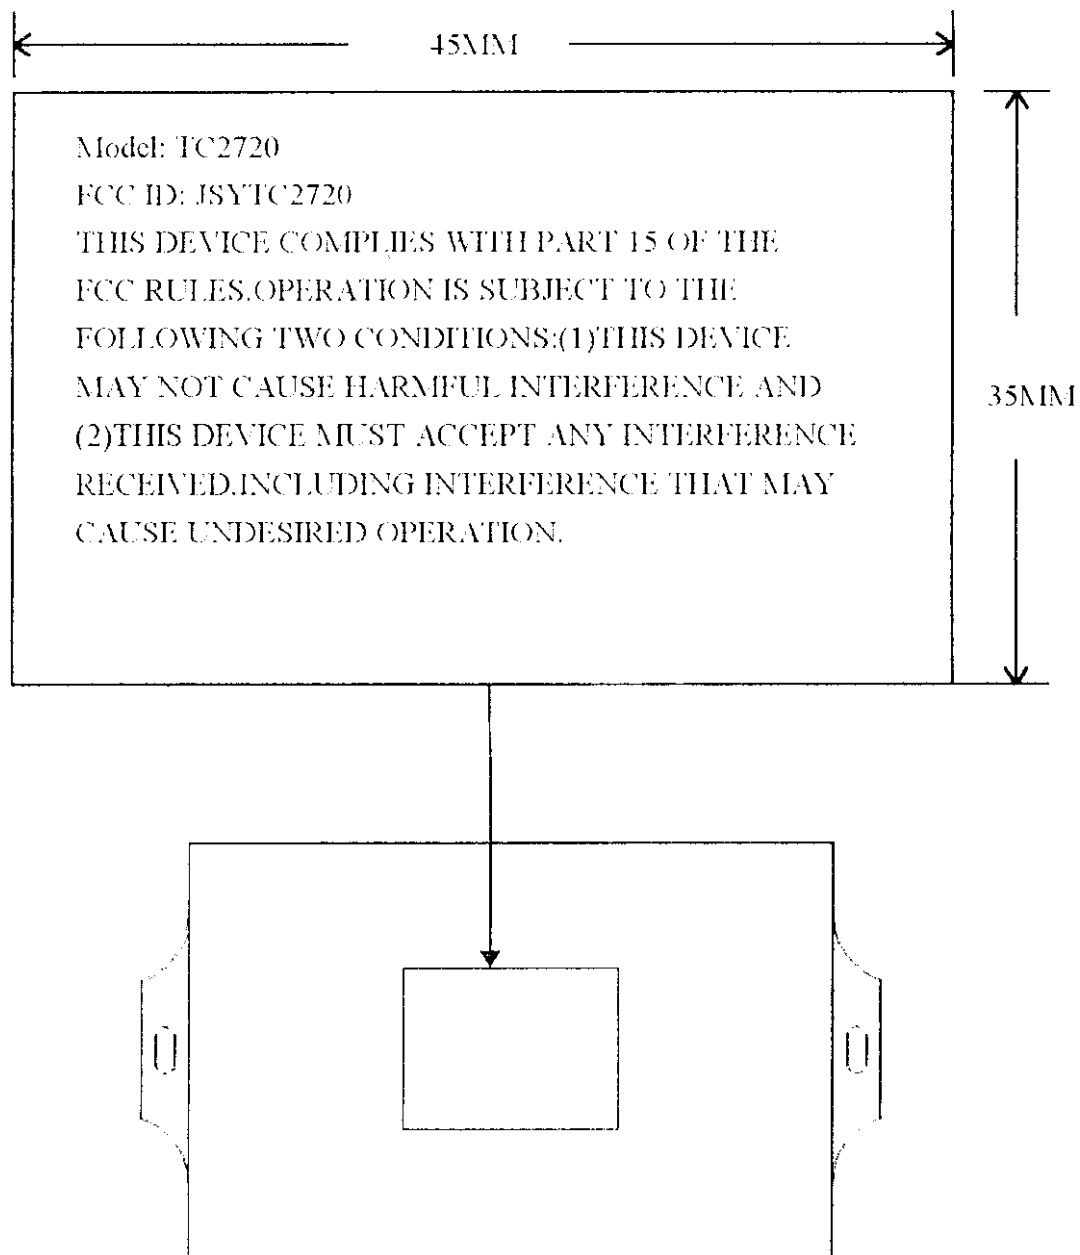 45MM
Model: TC2720
FCC ID: JSYTC2720
THIS DEVICE COMPLIES WITH PART 15 OF THE
FCC RULES.OPERATION IS SUBJECT TO THE
FOLLOWING TWO CONDITIONS:(1)THIS DEVICE
MAY NOT CAUSE HARMFUL INTERFERENCE AND
(2)THIS DEVICE MUST ACCEPT ANY INTERFERENCE
RECEIVED.INCLUDING INTERFERENCE THAT MAY
CAUSE UNDESIRED OPERATION.
35MM